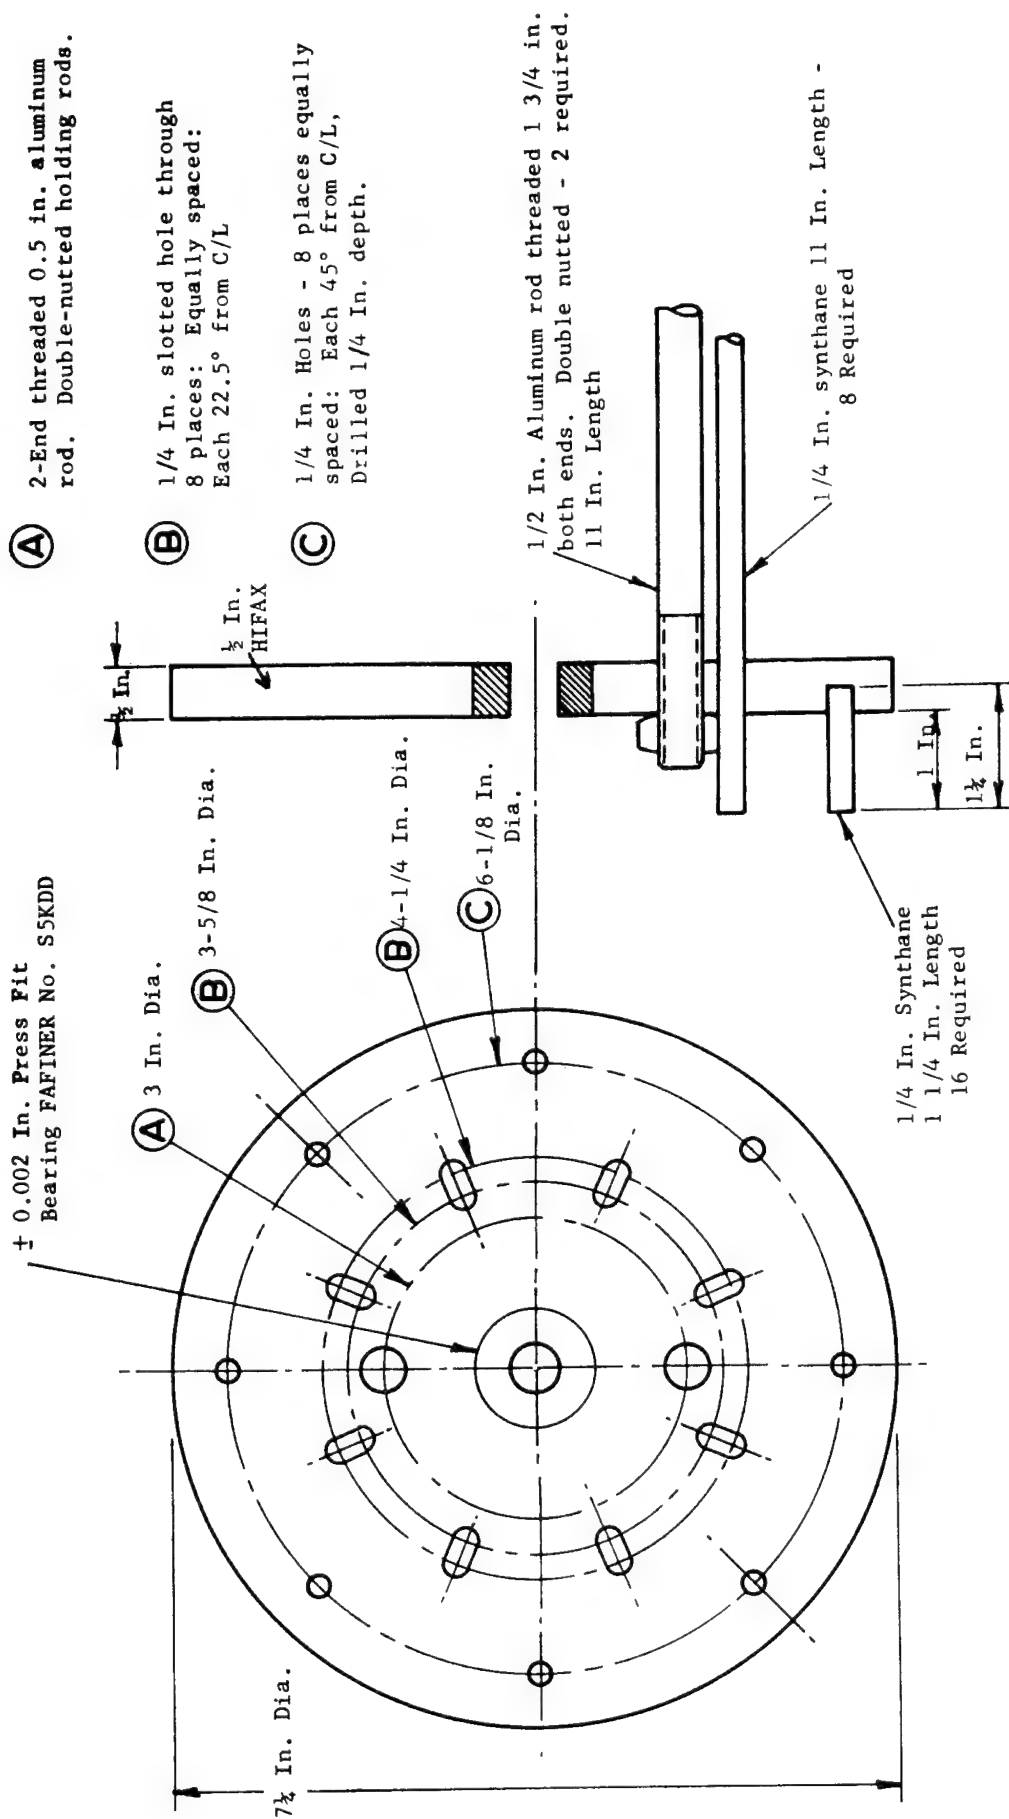 ± 0.002 In. Press Fit
Bearing FAFINER No. S5KDD
A 3 In. Dia.
B 3-5/8 In. Dia.
B 4-1/4 In. Dia.
C 6-1/8 In.
Dia.
7¼ In. Dia.
½ In.
½ In.
HIFAX
A
2-End threaded 0.5 in. aluminum
rod. Double-nutted holding rods.
B
1/4 In. slotted hole through
8 places: Equally spaced:
Each 22.5° from C/L
C
1/4 In. Holes - 8 places equally
spaced: Each 45° from C/L,
Drilled 1/4 In. depth.
1/2 In. Aluminum rod threaded 1 3/4 in.
both ends. Double nutted - 2 required.
11 In. Length
1/4 In. synthane 11 In. Length -
8 Required
1 In.
1¼ In.
1/4 In. Synthane
1 1/4 In. Length
16 Required